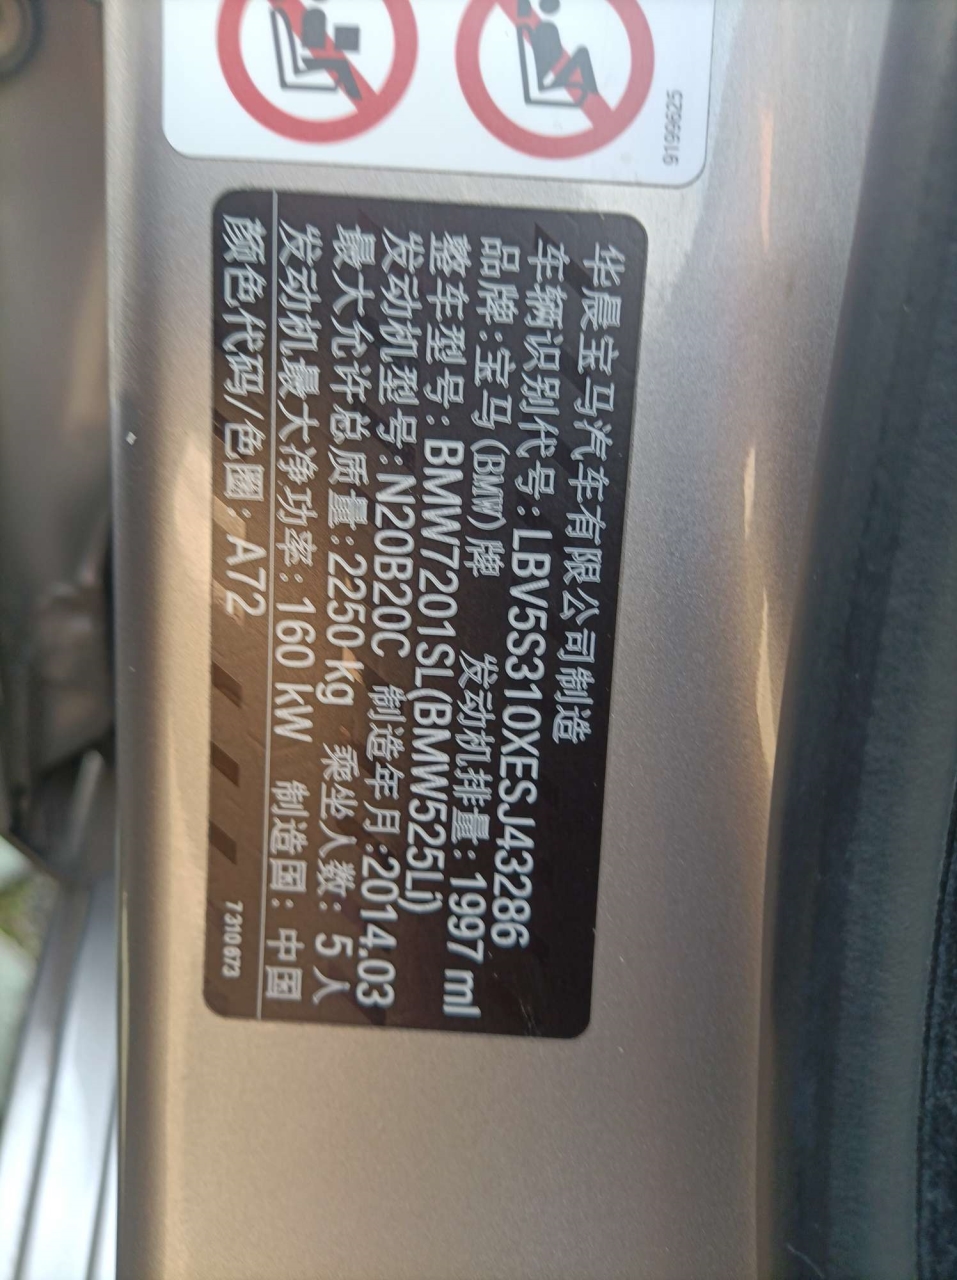 9199625
华晨宝马汽车有限公司制造
车辆识别代号:LBV5S310XESJ43286
品牌:宝马(BMW)牌 发动机排量:1997 ml
整车型号:BMW7201SL(BMW525Li)
发动机型号:N20B20C 制造年月:2014.03
最大允许总质量:2250 kg 乘坐人数:5人
发动机最大净功率:160 kW 制造国:中国
颜色代码/色圈:A72
7310673